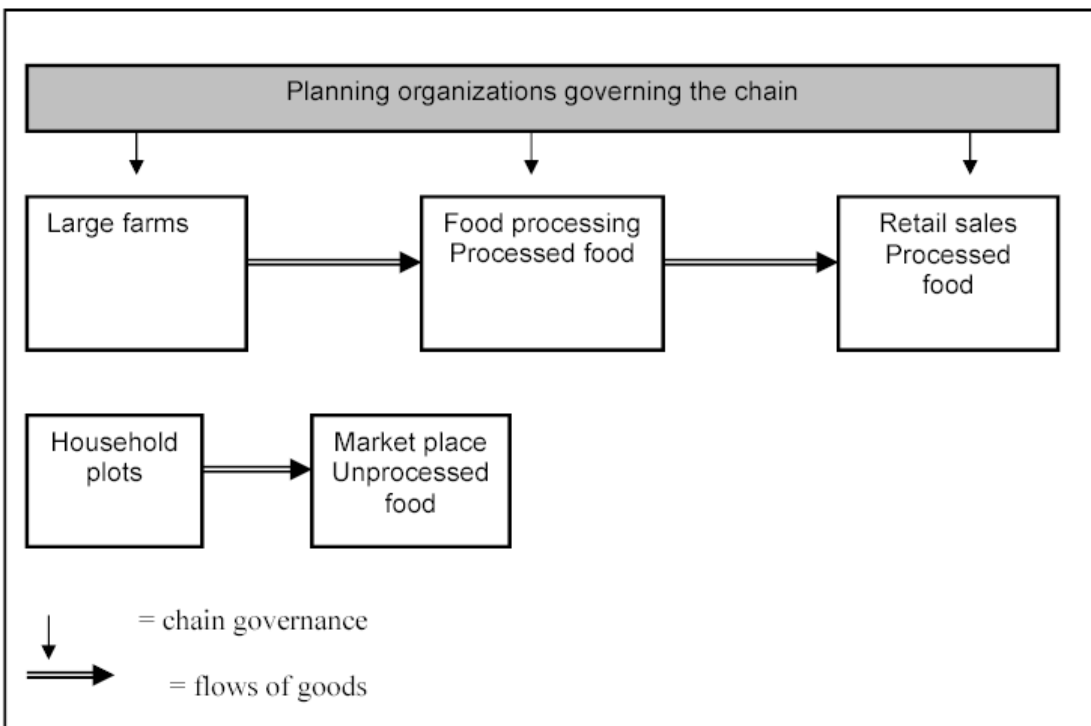 Planning organizations governing the chain
Large farms
Food processing
Processed food
Retail sales
Processed
food
Household
plots
Market place
Unprocessed
food
= chain governance
= flows of goods